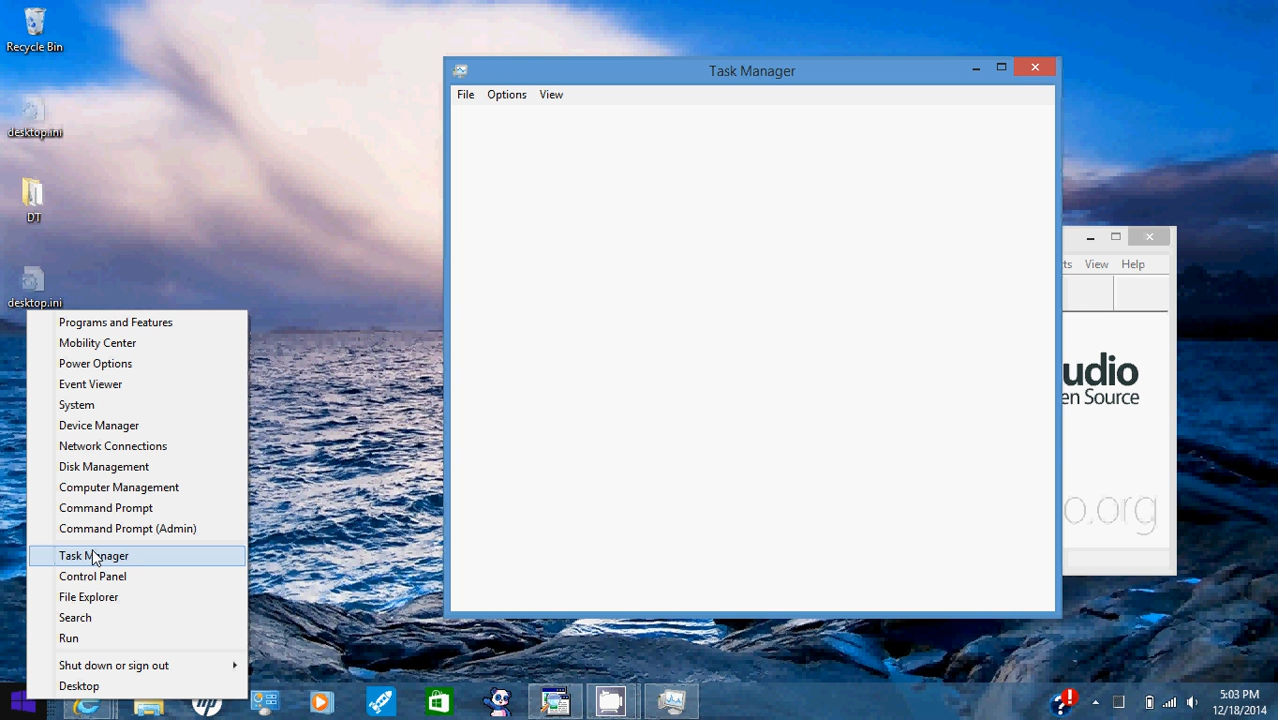 Recycle Bin
desktop.ini
DT
desktop.ini
Programs and Features
Mobility Center
Power Options
Event Viewer
System
Device Manager
Network Connections
Disk Management
Computer Management
Command Prompt
Command Prompt (Admin)
Task Manager
Control Panel
File Explorer
Search
Run
Shut down or sign out
Desktop
Task Manager
File Options View
ts View Help
udio
en Source
o.org
5:03 PM
12/18/2014